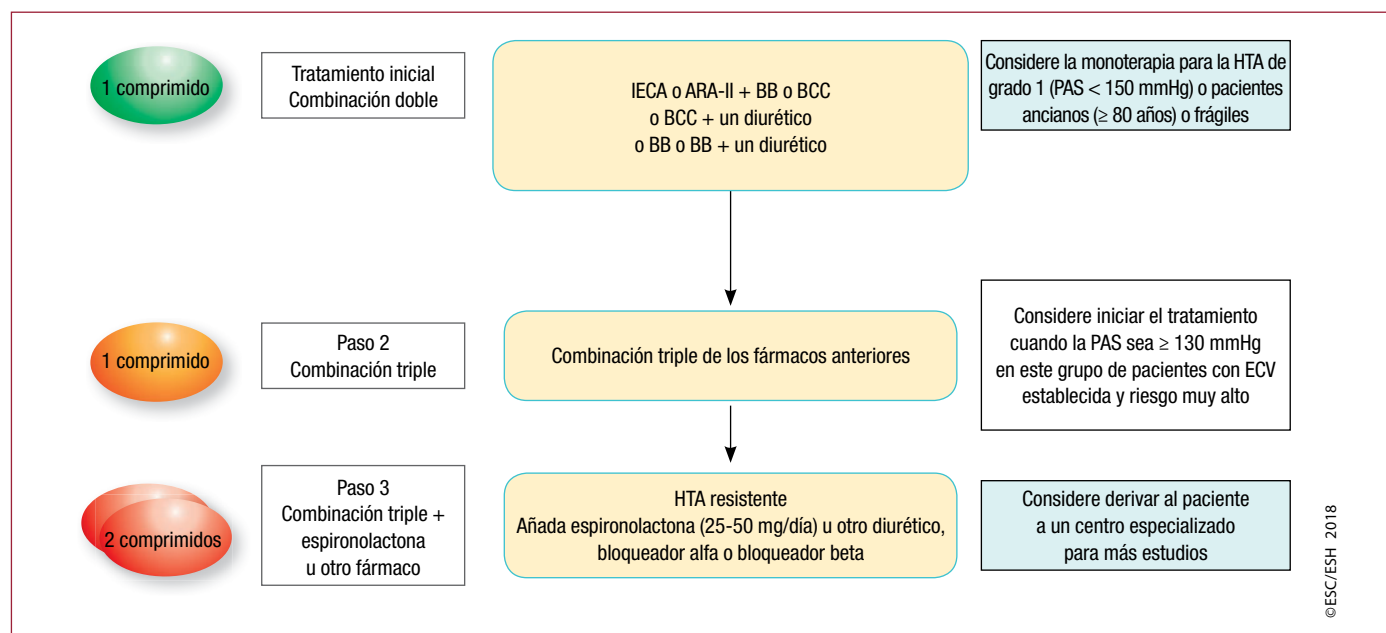 1 comprimido
Tratamiento inicial
Combinación doble
IECA o ARA-II + BB o BCC
o BCC + un diurético
o BB o BB + un diurético
Considere la monoterapia para la HTA de
grado 1 (PAS < 150 mmHg) o pacientes
ancianos (≥ 80 años) o frágiles
1 comprimido
Paso 2
Combinación triple
Combinación triple de los fármacos anteriores
Considere iniciar el tratamiento
cuando la PAS sea ≥ 130 mmHg
en este grupo de pacientes con ECV
establecida y riesgo muy alto
2 comprimidos
Paso 3
Combinación triple +
espironolactona
u otro fármaco
HTA resistente
Añada espironolactona (25-50 mg/día) u otro diurético,
bloqueador alfa o bloqueador beta
Considere derivar al paciente
a un centro especializado
para más estudios
©ESC/ESH 2018